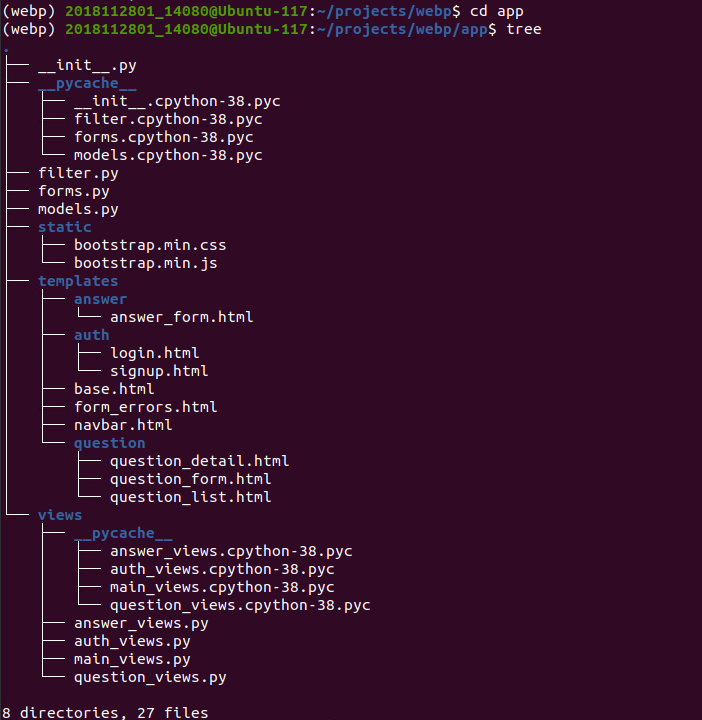 (webp) 2018112801_14080@Ubuntu-117:~/projects/webp$ cd app
(webp) 2018112801_14080@Ubuntu-117:~/projects/webp/app$ tree
.
├── __init__.py
├── __pycache__
│   ├── __init__.cpython-38.pyc
│   ├── filter.cpython-38.pyc
│   ├── forms.cpython-38.pyc
│   └── models.cpython-38.pyc
├── filter.py
├── forms.py
├── models.py
├── static
│   ├── bootstrap.min.css
│   └── bootstrap.min.js
├── templates
│   ├── answer
│   │   └── answer_form.html
│   ├── auth
│   │   ├── login.html
│   │   └── signup.html
│   ├── base.html
│   ├── form_errors.html
│   ├── navbar.html
│   └── question
│       ├── question_detail.html
│       ├── question_form.html
│       └── question_list.html
└── views
    ├── __pycache__
    │   ├── answer_views.cpython-38.pyc
    │   ├── auth_views.cpython-38.pyc
    │   ├── main_views.cpython-38.pyc
    │   └── question_views.cpython-38.pyc
    ├── answer_views.py
    ├── auth_views.py
    ├── main_views.py
    └── question_views.py

8 directories, 27 files